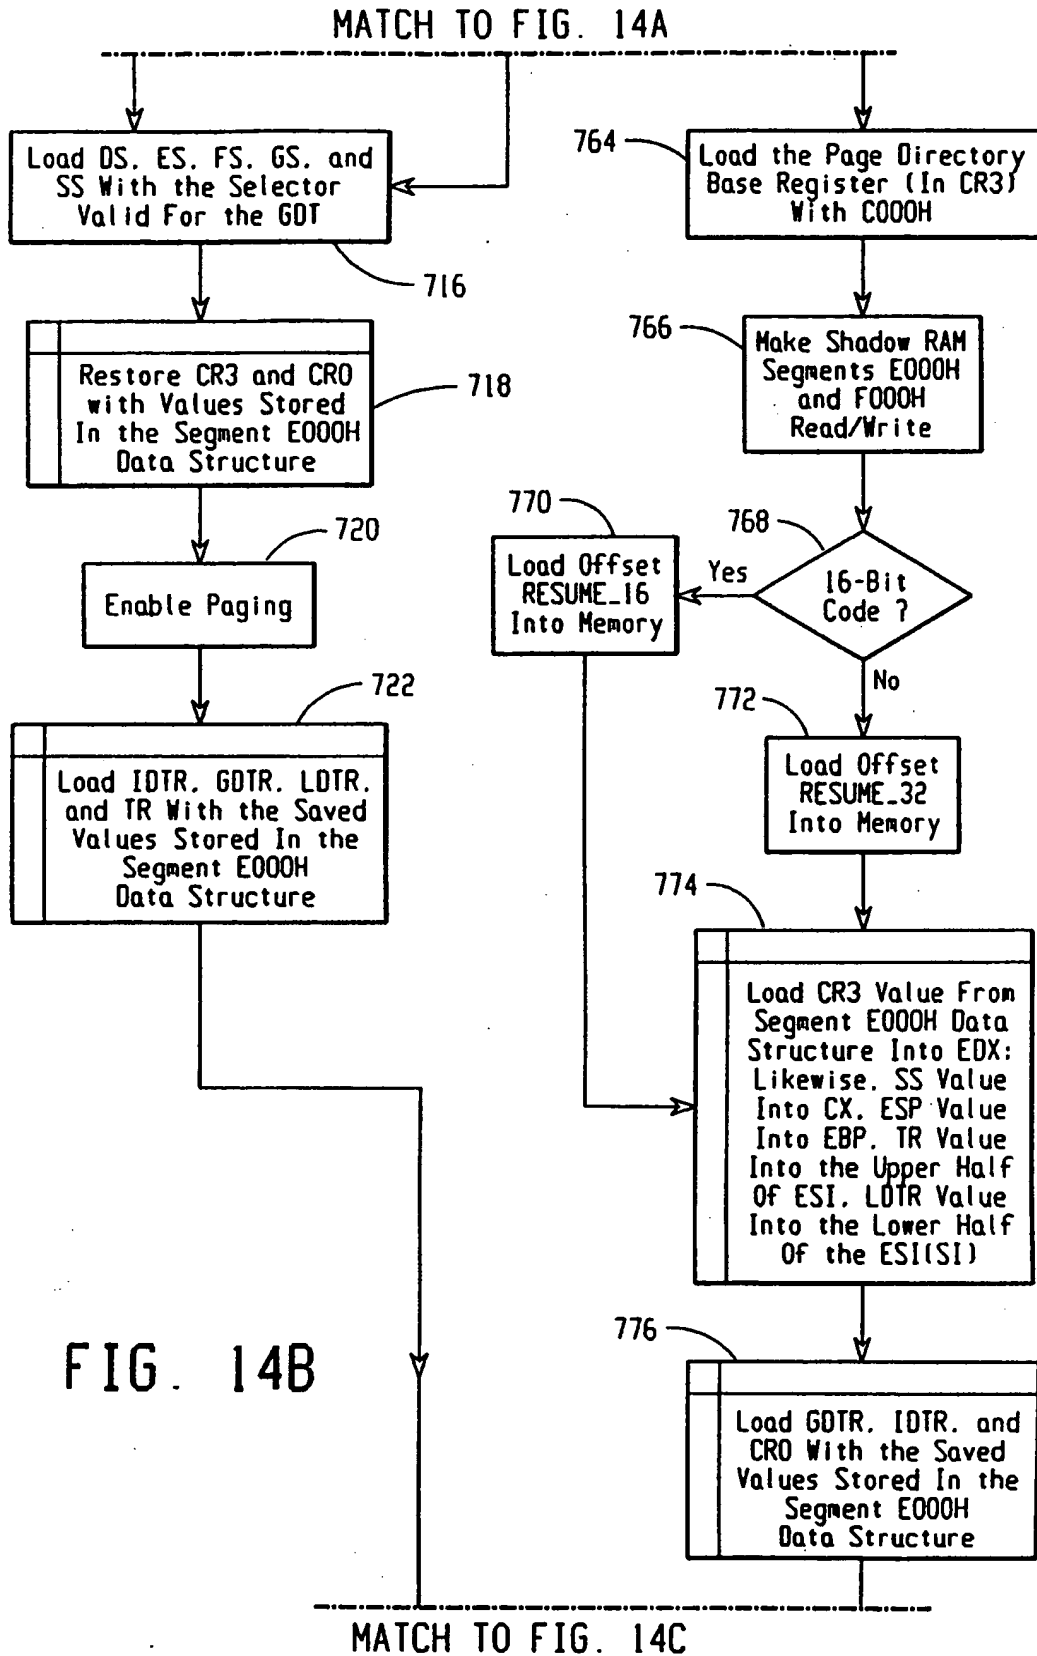 MATCH TO FIG. 14A
Load DS, ES, FS, GS, and
SS With the Selector
Valid For the GDT
716
Restore CR3 and CR0
with Values Stored
In the Segment E000H
Data Structure
718
720
Enable Paging
722
Load IDTR, GDTR, LDTR,
and TR With the Saved
Values Stored In the
Segment E000H
Data Structure
764
Load the Page Directory
Base Register (In CR3)
With C000H
766
Make Shadow RAM
Segments E000H
and F000H
Read/Write
768
16-Bit
Code ?
Yes
No
770
Load Offset
RESUME_16
Into Memory
772
Load Offset
RESUME_32
Into Memory
774
Load CR3 Value From
Segment E000H Data
Structure Into EDX:
Likewise, SS Value
Into CX, ESP Value
Into EBP, TR Value
Into the Upper Half
Of ESI, LDTR Value
Into the Lower Half
Of the ESI(SI)
776
Load GDTR, IDTR, and
CR0 With the Saved
Values Stored In the
Segment E000H
Data Structure
FIG. 14B
MATCH TO FIG. 14C